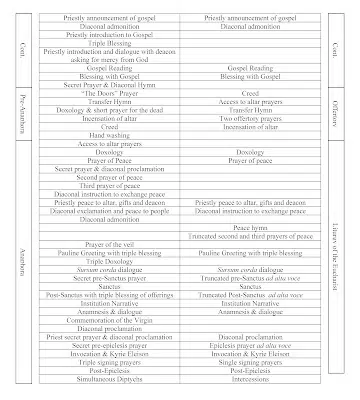 Cont. Priestly announcement of gospel Priestly announcement of gospel Cont.
Diaconal admonition Diaconal admonition
Priestly introduction to Gospel
Triple Blessing
Priestly introduction and dialogue with deacon
asking for mercy from God
Gospel Reading Gospel Reading
Blessing with Gospel Blessing with Gospel
Secret Prayer & Diaconal Hymn
Pre-Anaphora "The Doors" Prayer Creed Offertory
Transfer Hymn Access to altar prayers
Doxology & short prayer for the dead Transfer Hymn
Incensation of altar Two offertory prayers
Creed Incensation of altar
Hand washing
Anaphora Access to altar prayers Liturgy of the Eucharist
Doxology Doxology
Prayer of Peace Prayer of peace
Secret prayer & diaconal proclamation
Second prayer of peace
Third prayer of peace
Diaconal instruction to exchange peace
Priestly peace to altar, gifts and deacon Priestly peace to altar, gifts and deacon
Diaconal exclamation and peace to people Diaconal instruction to exchange peace
Diaconal admonition
Peace hymn
Truncated second and third prayers of peace
Prayer of the veil
Pauline Greeting with triple blessing Pauline Greeting with triple blessing
Triple Doxology
Sursum corda dialogue Sursum corda dialogue
Secret pre-Sanctus prayer Truncated pre-Sanctus ad alta voce
Sanctus Sanctus
Post-Sanctus with triple blessing of offerings Truncated Post-Sanctus ad alta voce
Institution Narrative Institution Narrative
Anamnesis & dialogue Anamnesis & dialogue
Commemoration of the Virgin
Diaconal proclamation
Priest secret prayer & diaconal proclamation Diaconal proclamation
Secret pre-epiclesis prayer Epiclesis prayer ad alta voce
Invocation & Kyrie Eleison Invocation & Kyrie Eleison
Triple signing prayers Single signing prayers
Post-Epiclesis Post-Epiclesis
Simultaneous Diptychs Intercessions